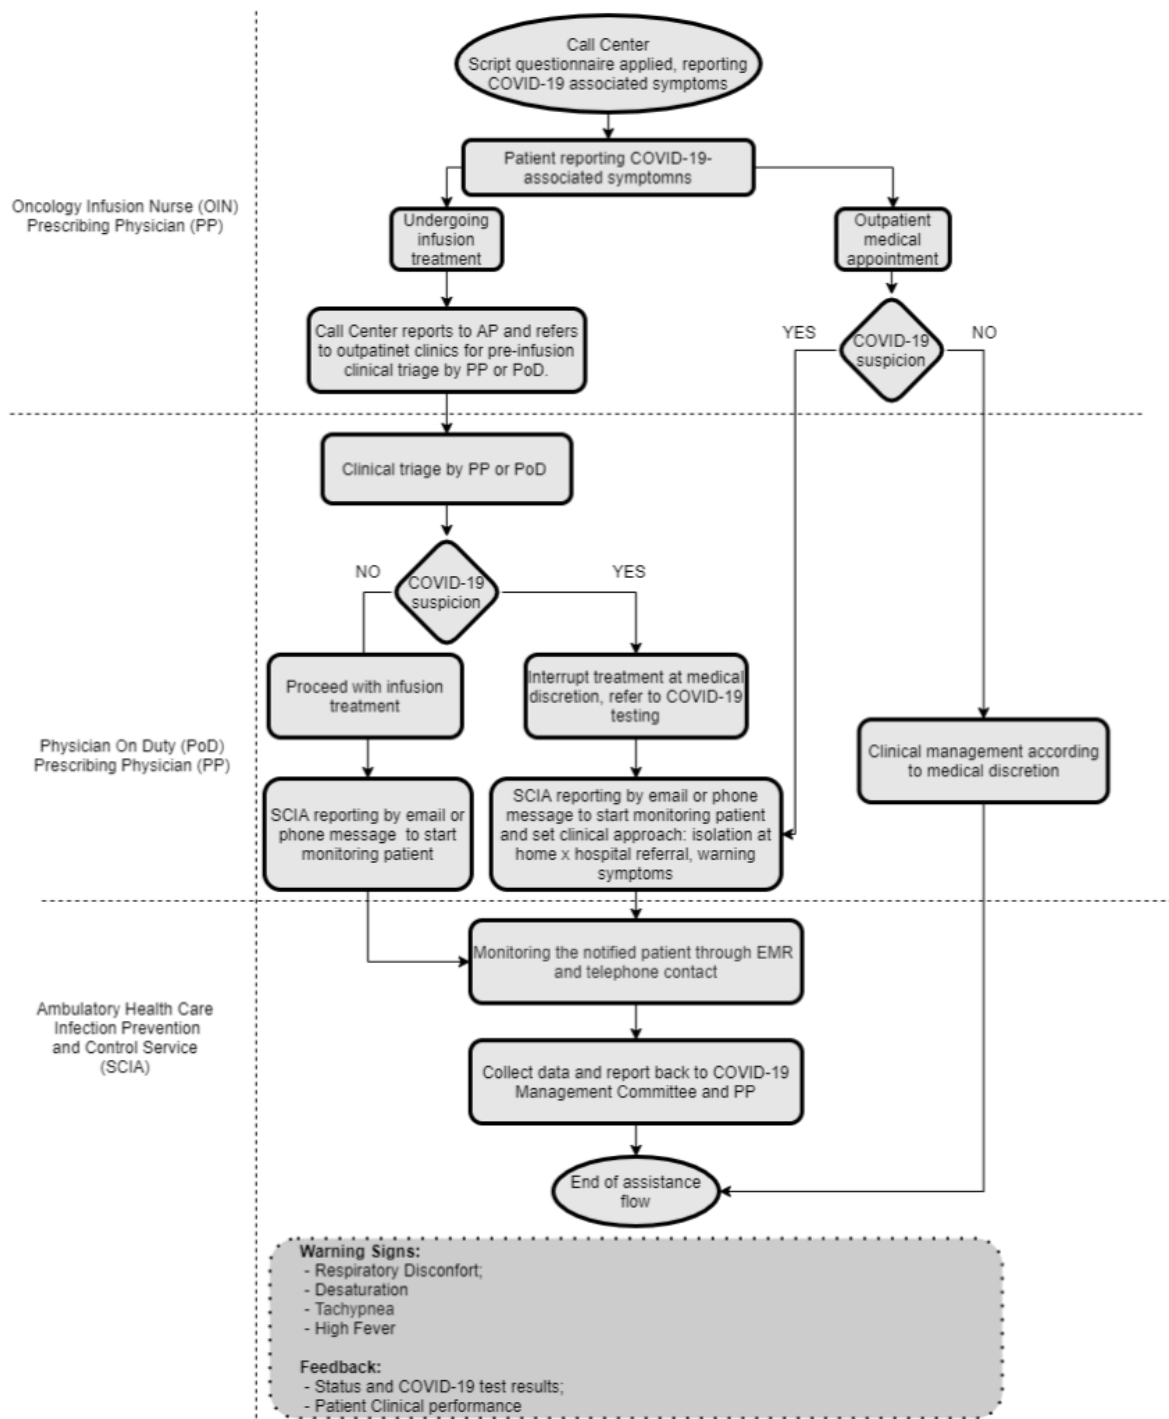 Call Center
Script questionnaire applied, reporting
COVID-19 associated symptoms
Patient reporting COVID-19-
associated symptomns
Oncology Infusion Nurse (OIN)
Prescribing Physician (PP)
Undergoing
infusion
treatment
Outpatient
medical
appointment
Call Center reports to AP and refers
to outpatinet clinics for pre-infusion
clinical triage by PP or PoD.
YES
COVID-19
suspicion
NO
Clinical triage by PP or PoD
NO
COVID-19
suspicion
YES
Proceed with infusion
treatment
Interrupt treatment at medical
discretion, refer to COVID-19
testing
Physician On Duty (PoD)
Prescribing Physician (PP)
Clinical management according
to medical discretion
SCIA reporting by email or
phone message to start
monitoring patient
SCIA reporting by email or phone
message to start monitoring patient
and set clinical approach: isolation at
home x hospital referral, warning
symptoms
Monitoring the notified patient through EMR
and telephone contact
Ambulatory Health Care
Infection Prevention
and Control Service
(SCIA)
Collect data and report back to COVID-19
Management Committee and PP
End of assistance
flow
Warning Signs:
- Respiratory Disconfort;
- Desaturation
- Tachypnea
- High Fever
Feedback:
- Status and COVID-19 test results;
- Patient Clinical performance